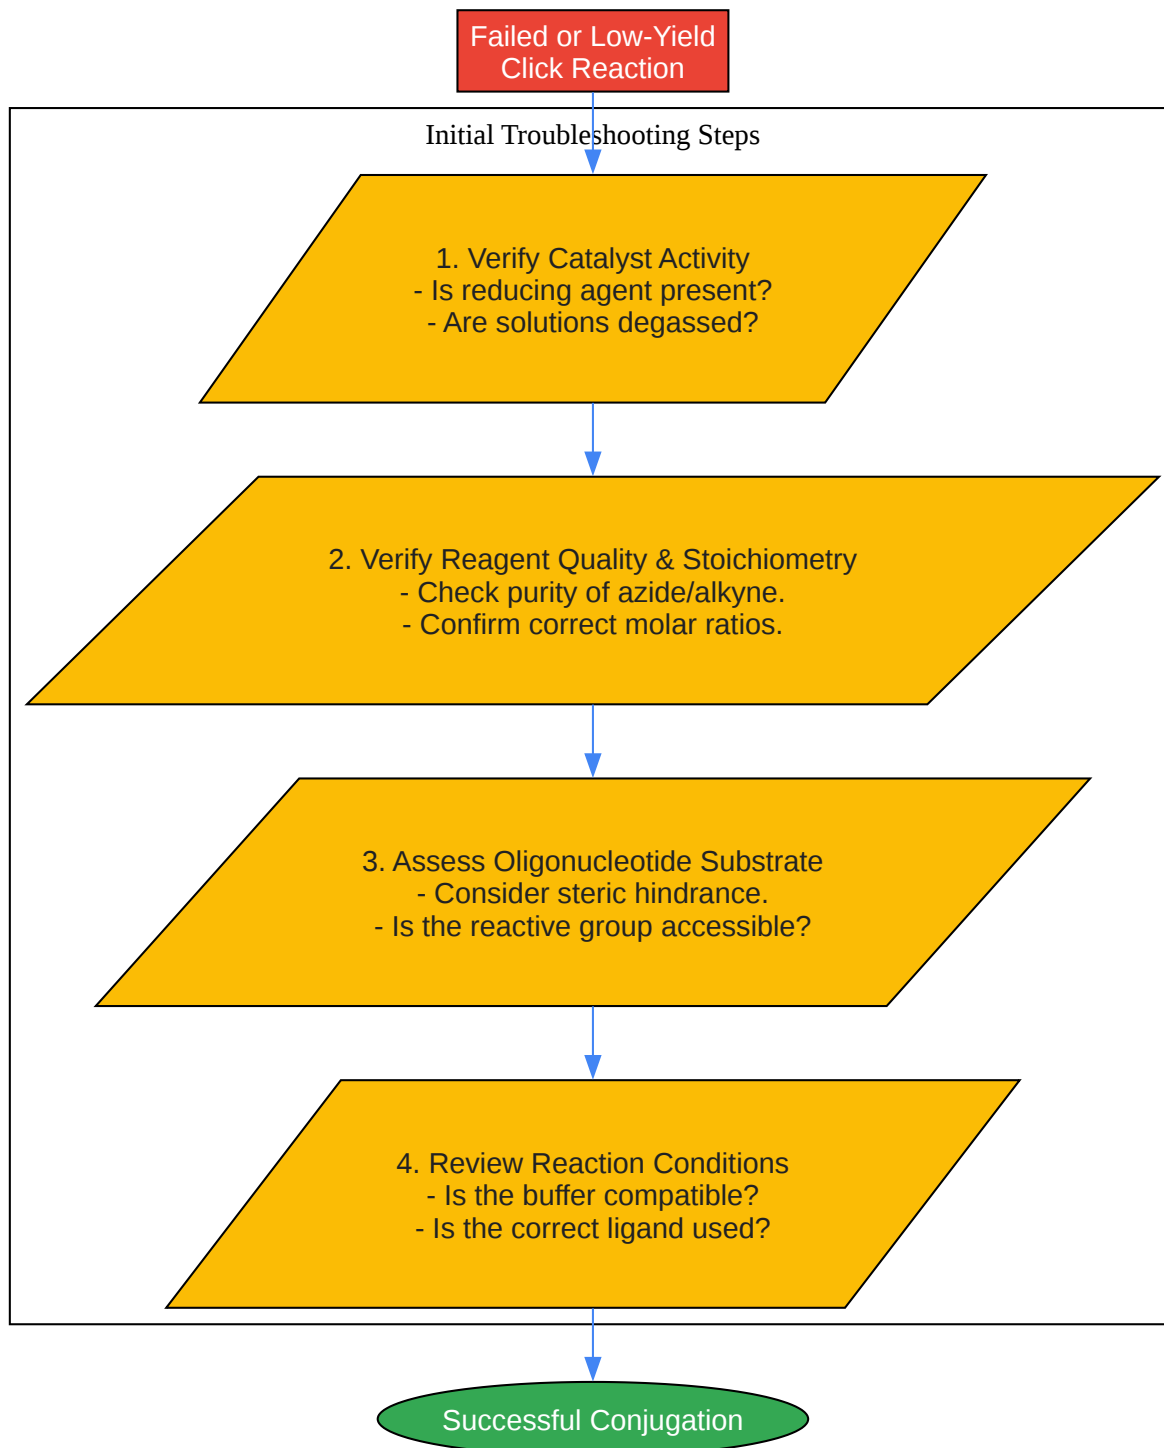 Failed or Low-Yield
Click Reaction
Initial Troubleshooting Steps
1. Verify Catalyst Activity
- Is reducing agent present?
- Are solutions degassed?
2. Verify Reagent Quality & Stoichiometry
- Check purity of azide/alkyne.
- Confirm correct molar ratios.
3. Assess Oligonucleotide Substrate
- Consider steric hindrance.
- Is the reactive group accessible?
4. Review Reaction Conditions
- Is the buffer compatible?
- Is the correct ligand used?
Successful Conjugation